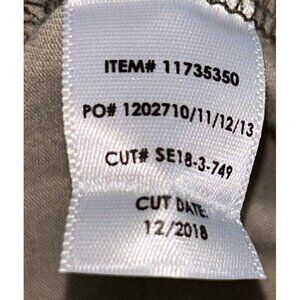 ITEM# 11735350
PO# 1202710/11/12/13
CUT# SE18-3-749
CUT DATE:
12/2018